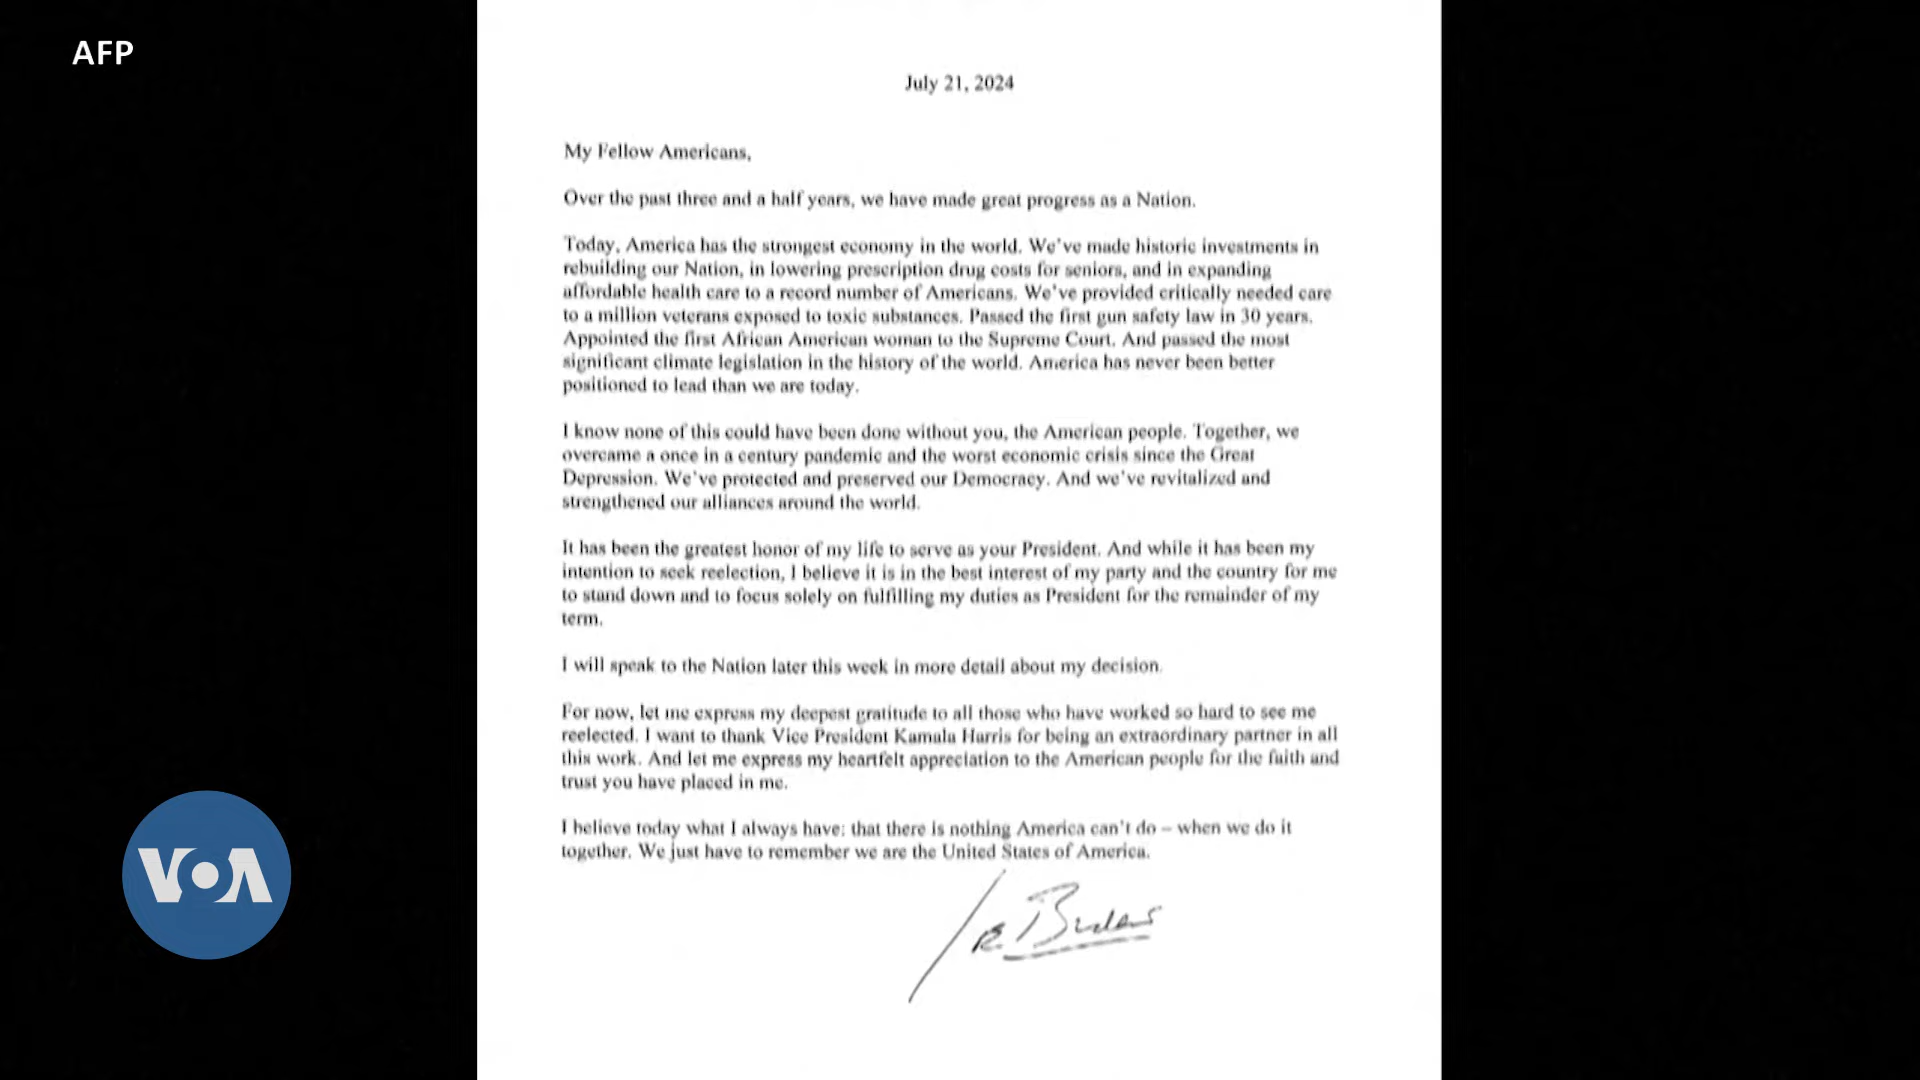 AFP
July 21, 2024
My Fellow Americans,
Over the past three and a half years, we have made great progress as a Nation.
Today, America has the strongest economy in the world. We've made historic investments in
rebuilding our Nation, in lowering prescription drug costs for seniors, and in expanding
affordable health care to a record number of Americans. We've provided critically needed care
to a million veterans exposed to toxic substances. Passed the first gun safety law in 30 years.
Appointed the first African American woman to the Supreme Court. And passed the most
significant climate legislation in the history of the world. America has never been better
positioned to lead than we are today.
I know none of this could have been done without you, the American people. Together, we
overcame a once in a century pandemic and the worst economic crisis since the Great
Depression. We've protected and preserved our Democracy. And we've revitalized and
strengthened our alliances around the world.
It has been the greatest honor of my life to serve as your President. And while it has been my
intention to seek reelection, I believe it is in the best interest of my party and the country for me
to stand down and to focus solely on fulfilling my duties as President for the remainder of my
term.
I will speak to the Nation later this week in more detail about my decision.
For now, let me express my deepest gratitude to all those who have worked so hard to see me
reelected. I want to thank Vice President Kamala Harris for being an extraordinary partner in all
this work. And let me express my heartfelt appreciation to the American people for the faith and
trust you have placed in me.
I believe today what I always have: that there is nothing America can't do – when we do it
together. We just have to remember we are the United States of America.
Joe Biden
VOA